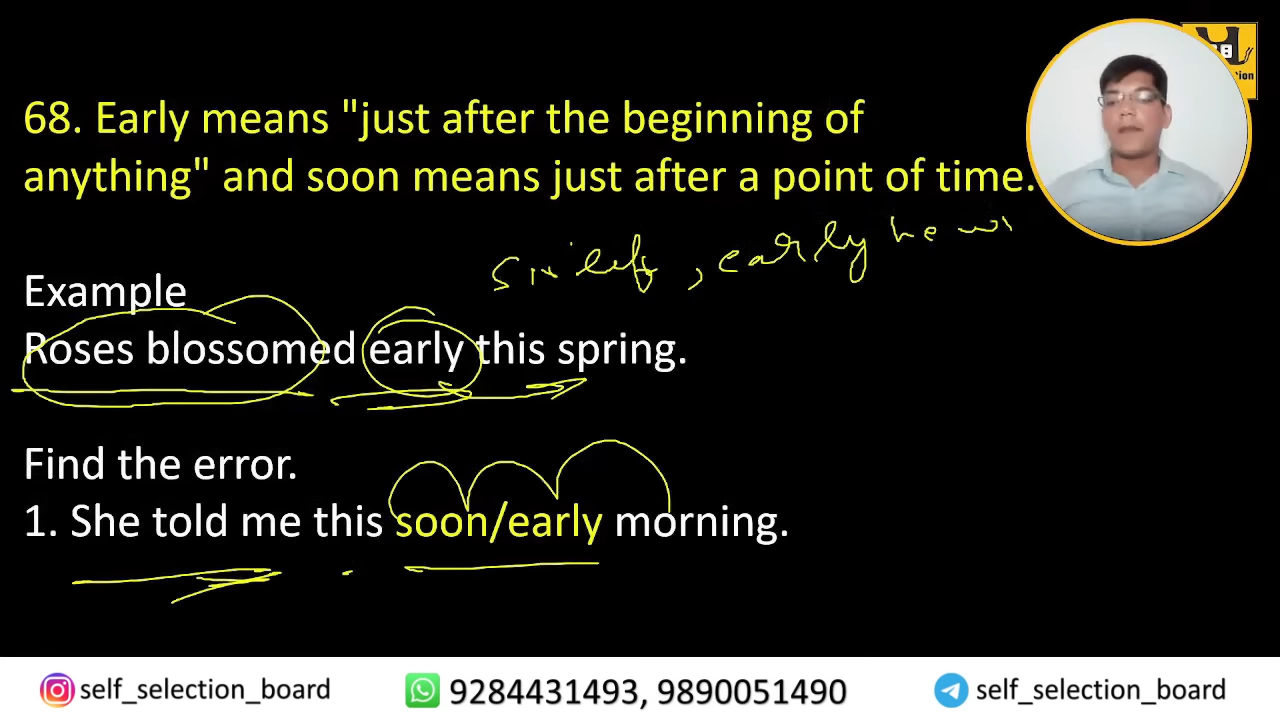 68. Early means "just after the beginning of
anything" and soon means just after a point of time.
early he
Example
Roses blossomed early this spring.
Find the error.
1. She told me this soon/early morning.
self_selection_board
9284431493, 9890051490
self_selection_board